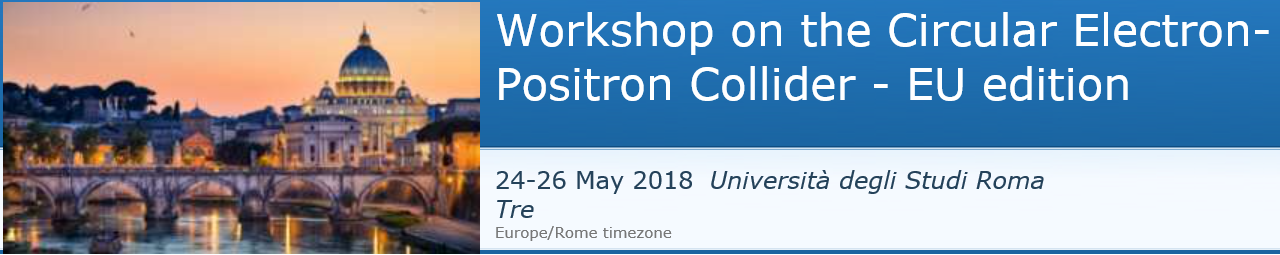 Workshop on the Circular Electron-
Positron Collider - EU edition
24-26 May 2018 Università degli Studi Roma
Tre
Europe/Rome timezone